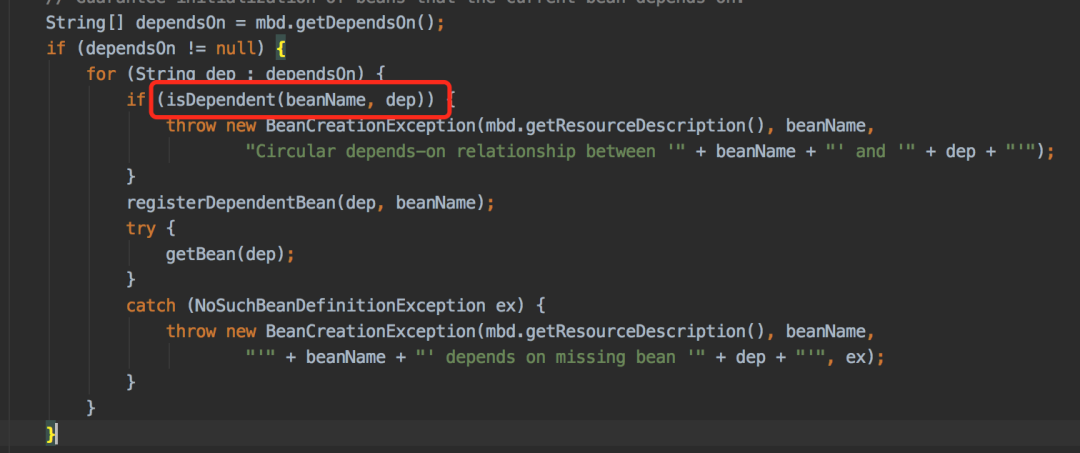 // Guarantee initialization of beans that the current bean depends on.
String[] dependsOn = mbd.getDependsOn();
if (dependsOn != null) {
for (String dep : dependsOn) {
if (isDependent(beanName, dep)) {
throw new BeanCreationException(mbd.getResourceDescription(), beanName,
"Circular depends-on relationship between '" + beanName + "' and '" + dep + "'");
}
registerDependentBean(dep, beanName);
try {
getBean(dep);
}
catch (NoSuchBeanDefinitionException ex) {
throw new BeanCreationException(mbd.getResourceDescription(), beanName,
"'" + beanName + "' depends on missing bean '" + dep + "'", ex);
}
}
}